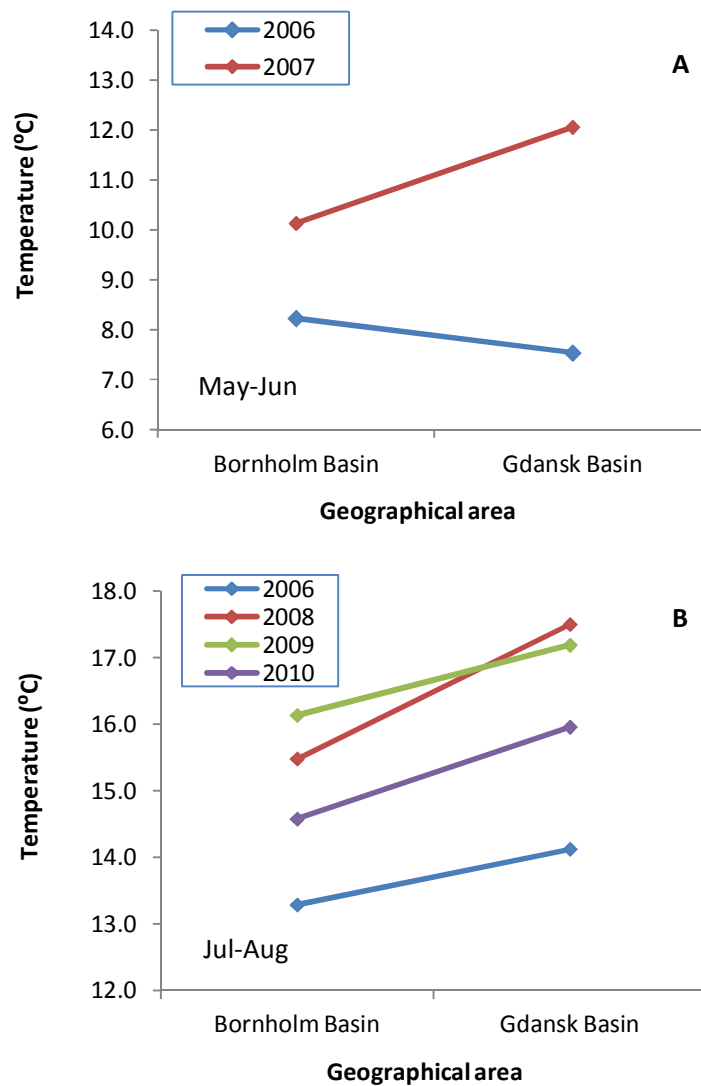 14.0
13.0
12.0
11.0
10.0
9.0
8.0
7.0
6.0
Temperature (⁰C)
2006
2007
A
May-Jun
Bornholm Basin Gdansk Basin
Geographical area
18.0
17.0
16.0
15.0
14.0
13.0
12.0
Temperature (⁰C)
2006
2008
2009
2010
B
Jul-Aug
Bornholm Basin Gdansk Basin
Geographical area